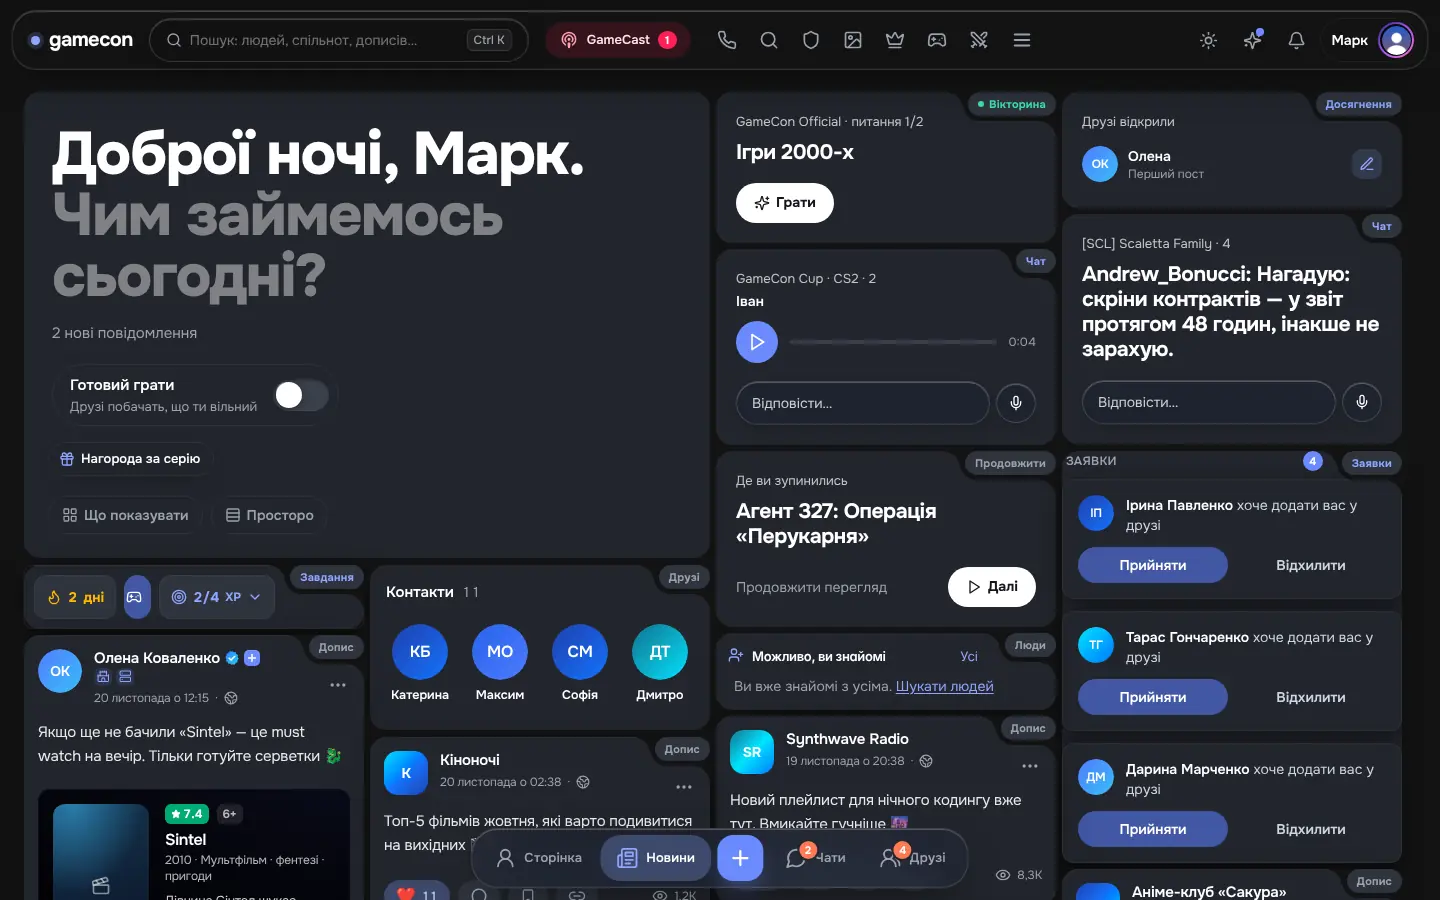 gamecon
Пошук: людей, спільнот, дописів...
Ctrl K
GameCast 1
Марк
Доброї ночі, Марк.
Чим займемось
сьогодні?
2 нові повідомлення
Готовий грати
Друзі побачать, що ти вільний
Нагорода за серію
Що показувати
Просторо
Вікторина
GameCon Official · питання 1/2
Ігри 2000-х
Грати
Досягнення
Друзі відкрили
ОК
Олена
Перший пост
Чат
GameCon Cup · CS2 · 2
Іван
0:04
Відповісти...
Чат
[SCL] Scaletta Family · 4
Andrew_Bonucci: Нагадую:
скріни контрактів — у звіт
протягом 48 годин, інакше не
зарахую.
Відповісти...
Продовжити
Де ви зупинились
Агент 327: Операція
«Перукарня»
Продовжити перегляд
Далі
ЗАЯВКИ
4
Заявки
ІП
Ірина Павленко хоче додати вас у
друзі
Прийняти
Відхилити
ТГ
Тарас Гончаренко хоче додати вас у
друзі
Прийняти
Відхилити
ДМ
Дарина Марченко хоче додати вас у
друзі
Прийняти
Відхилити
Завдання
2 дні
2/4 XP
Друзі
Контакти 11
КБ
МО
СМ
ДТ
Катерина
Максим
Софія
Дмитро
Люди
Можливо, ви знайомі
Усі
Ви вже знайомі з усіма. Шукати людей
Допис
ОК
Олена Коваленко
20 листопада о 12:15 ·
Якщо ще не бачили «Sintel» — це must
watch на вечір. Тільки готуйте серветки
7.4
6+
Sintel
2010 · Мультфільм · фентезі ·
пригоди
Допис
К
Кіноночі
20 листопада о 02:38 ·
Топ-5 фільмів жовтня, які варто подивитися
на вихідних
11
1.2K
Допис
SR
Synthwave Radio
19 листопада о 20:38 ·
Новий плейлист для нічного кодингу вже
тут. Вмикайте гучніше
8,3K
Допис
Аніме-клуб «Сакура»
Сторінка
Новини
2
Чати
4
Друзі